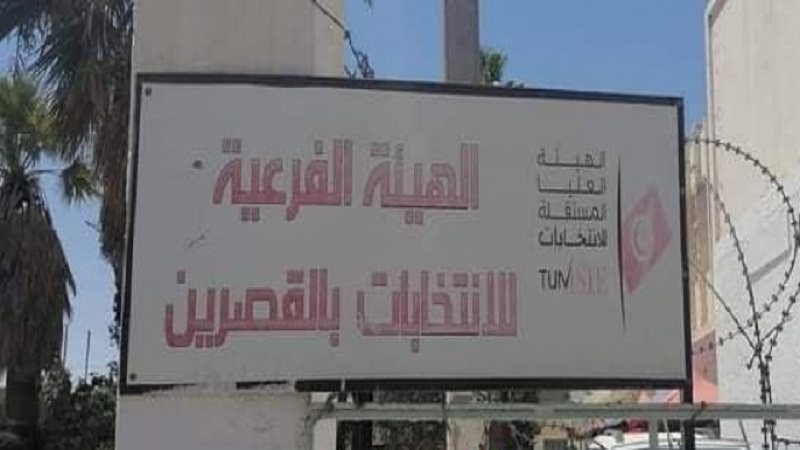 الهيئة الفرعية
للانتخابات بالقصرين
الهيئة
العليا
المستقلة
للانتخابات
TUNISIE